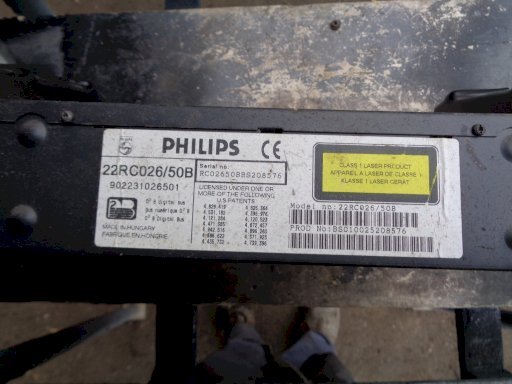 PHILIPS CE
22RC026/50B
902231026501
Serial no:
RC02650BBS208576
LICENSED UNDER ONE OR
MORE OF THE FOLLOWING
U.S PATENTS
D²B Digital Bus
Bus numérique D²B
D²B Digital Bus
MADE IN HUNGARY
FABRIQUE EN HONGRIE
CLASS 1 LASER PRODUCT
APPAREIL A LASER DE CLASSE 1
KLASSE 1 LASER GERÄT
Model no: 22RC026/50B
PROD No: BS010025208576